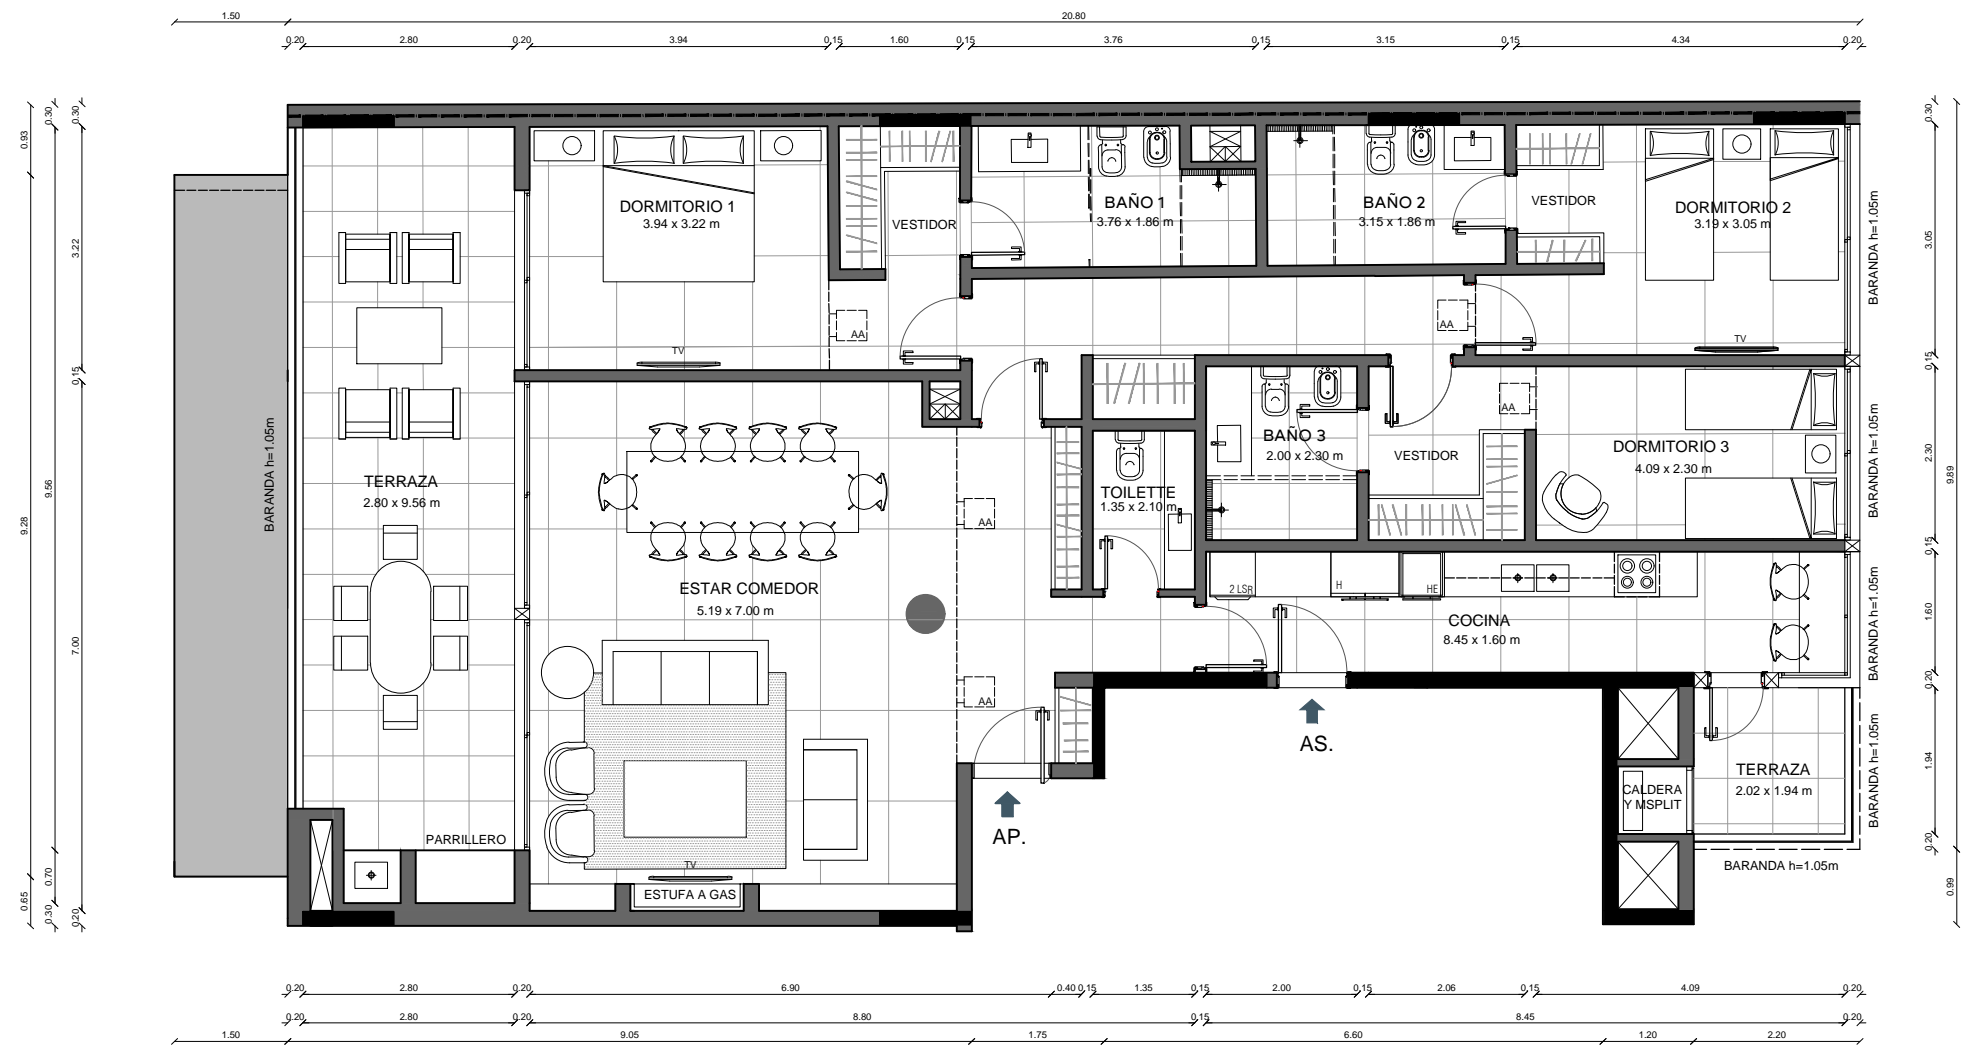 1.50
20.80
0.20
2.80
0.20
3.94
0.15
1.60
0.15
3.76
0.15
3.15
0.15
4.34
0.20
0.93
9.28
0.65
0.30
9.56
0.70
0.30
0.30
3.22
0.15
7.00
0.20
DORMITORIO 1
3.94 x 3.22 m
VESTIDOR
BAÑO 1
3.76 x 1.86 m
BAÑO 2
3.15 x 1.86 m
VESTIDOR
DORMITORIO 2
3.19 x 3.05 m
BARANDA h=1.05m
AA
AA
TV
TV
AA
BAÑO 3
2.00 x 2.30 m
VESTIDOR
DORMITORIO 3
4.09 x 2.30 m
BARANDA h=1.05m
BARANDA h=1.05m
TERRAZA
2.80 x 9.56 m
TOILETTE
1.35 x 2.10 m
AA
ESTAR COMEDOR
5.19 x 7.00 m
2 LSR
H
HE
COCINA
8.45 x 1.60 m
BARANDA h=1.05m
AA
AS.
TERRAZA
2.02 x 1.94 m
CALDERA
Y MSPLIT
BARANDA h=1.05m
AP.
PARRILLERO
TV
ESTUFA A GAS
BARANDA h=1.05m
0.30
3.05
0.15
2.30
0.15
1.60
0.20
1.94
0.20
9.89
0.99
0.20
2.80
0.20
6.90
0.40
0.15
1.35
0.15
2.00
0.15
2.06
0.15
4.09
0.20
0.20
2.80
0.20
8.80
0.15
8.45
0.20
1.50
9.05
1.75
6.60
1.20
2.20